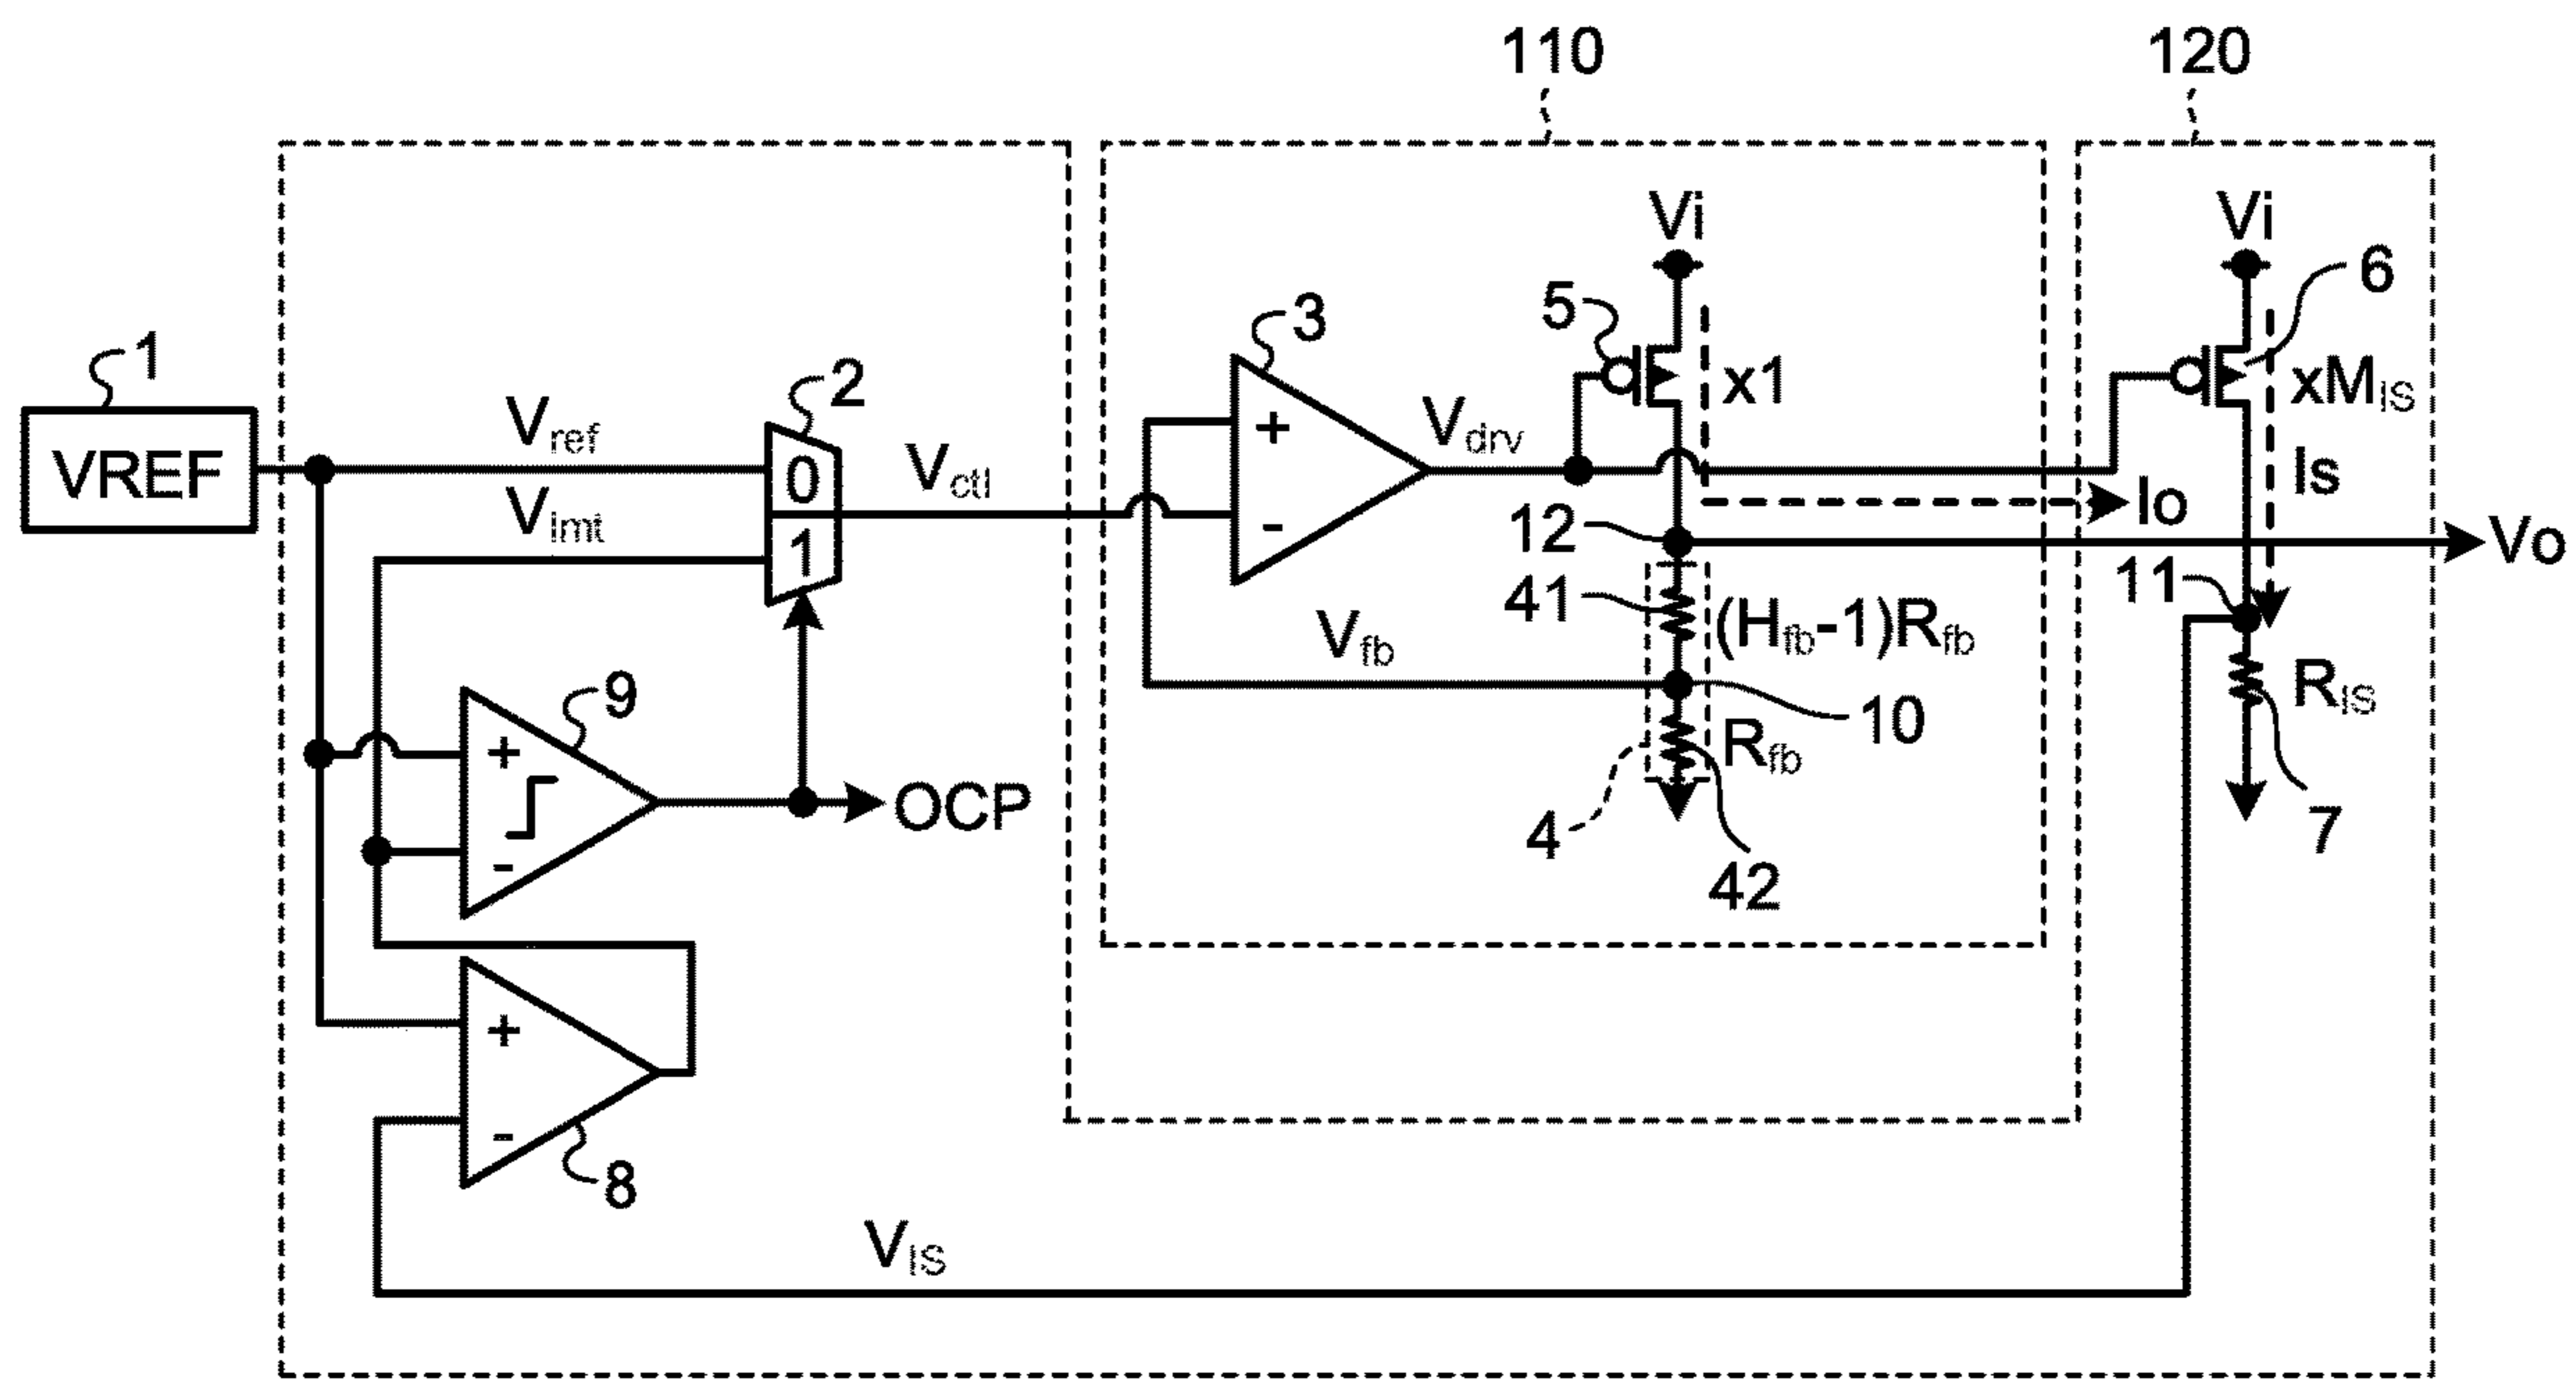 110
120
Vi
Vi
1
VREF
Vref
Vlmt
2
0
1
Vctl
3
+
-
Vdrv
5
x1
6
xMIS
Is
Io
Vo
12
11
41
(Hfb-1)Rfb
Vfb
10
Rfb
4
42
RIS
7
9
+
-
OCP
+
-
8
VIS